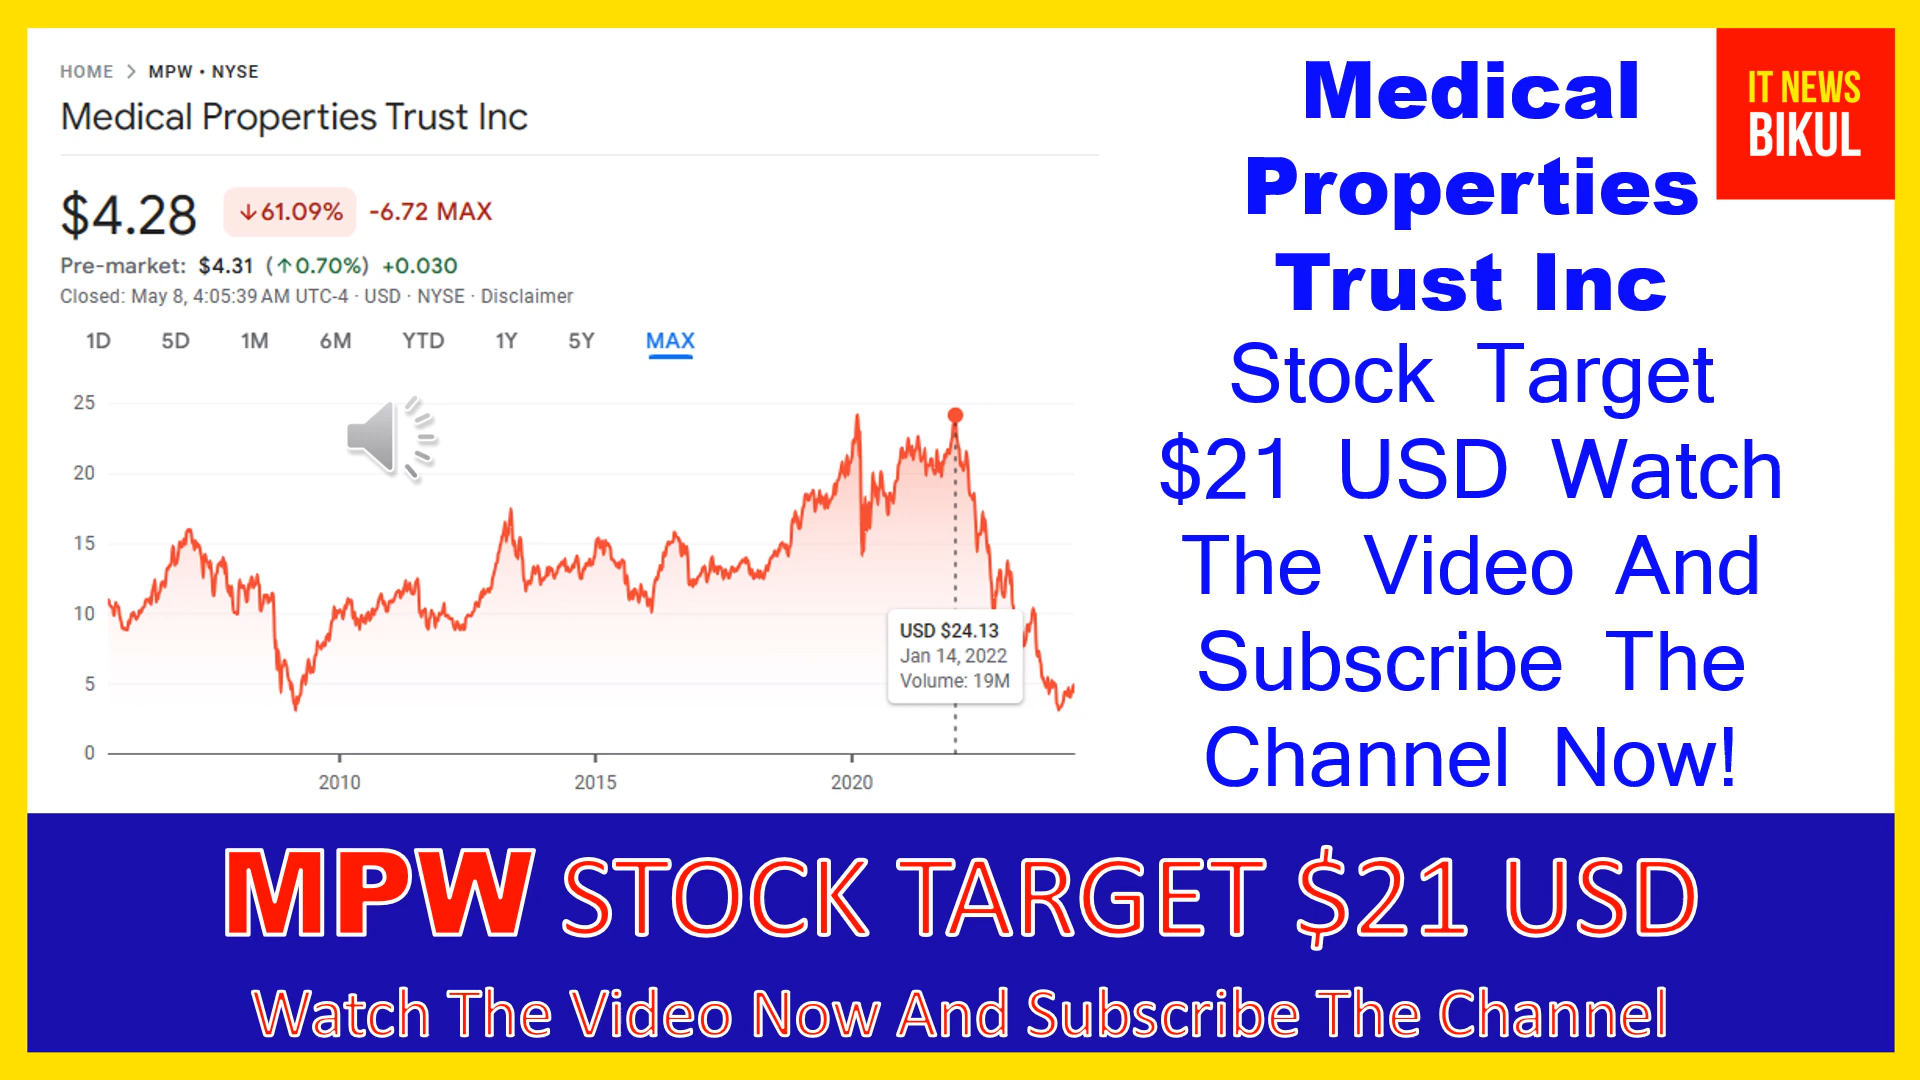 HOME > MPW • NYSE
Medical Properties Trust Inc
$4.28 ↓61.09% -6.72 MAX
Pre-market: $4.31 (↑0.70%) +0.030
Closed: May 8, 4:05:39 AM UTC-4 · USD · NYSE · Disclaimer
1D 5D 1M 6M YTD 1Y 5Y MAX
25
20
15
10
5
0
USD $24.13
Jan 14, 2022
Volume: 19M
2010 2015 2020
Medical
Properties
Trust Inc
Stock Target
$21 USD Watch
The Video And
Subscribe The
Channel Now!
IT NEWS
BIKUL
MPW STOCK TARGET $21 USD
Watch The Video Now And Subscribe The Channel